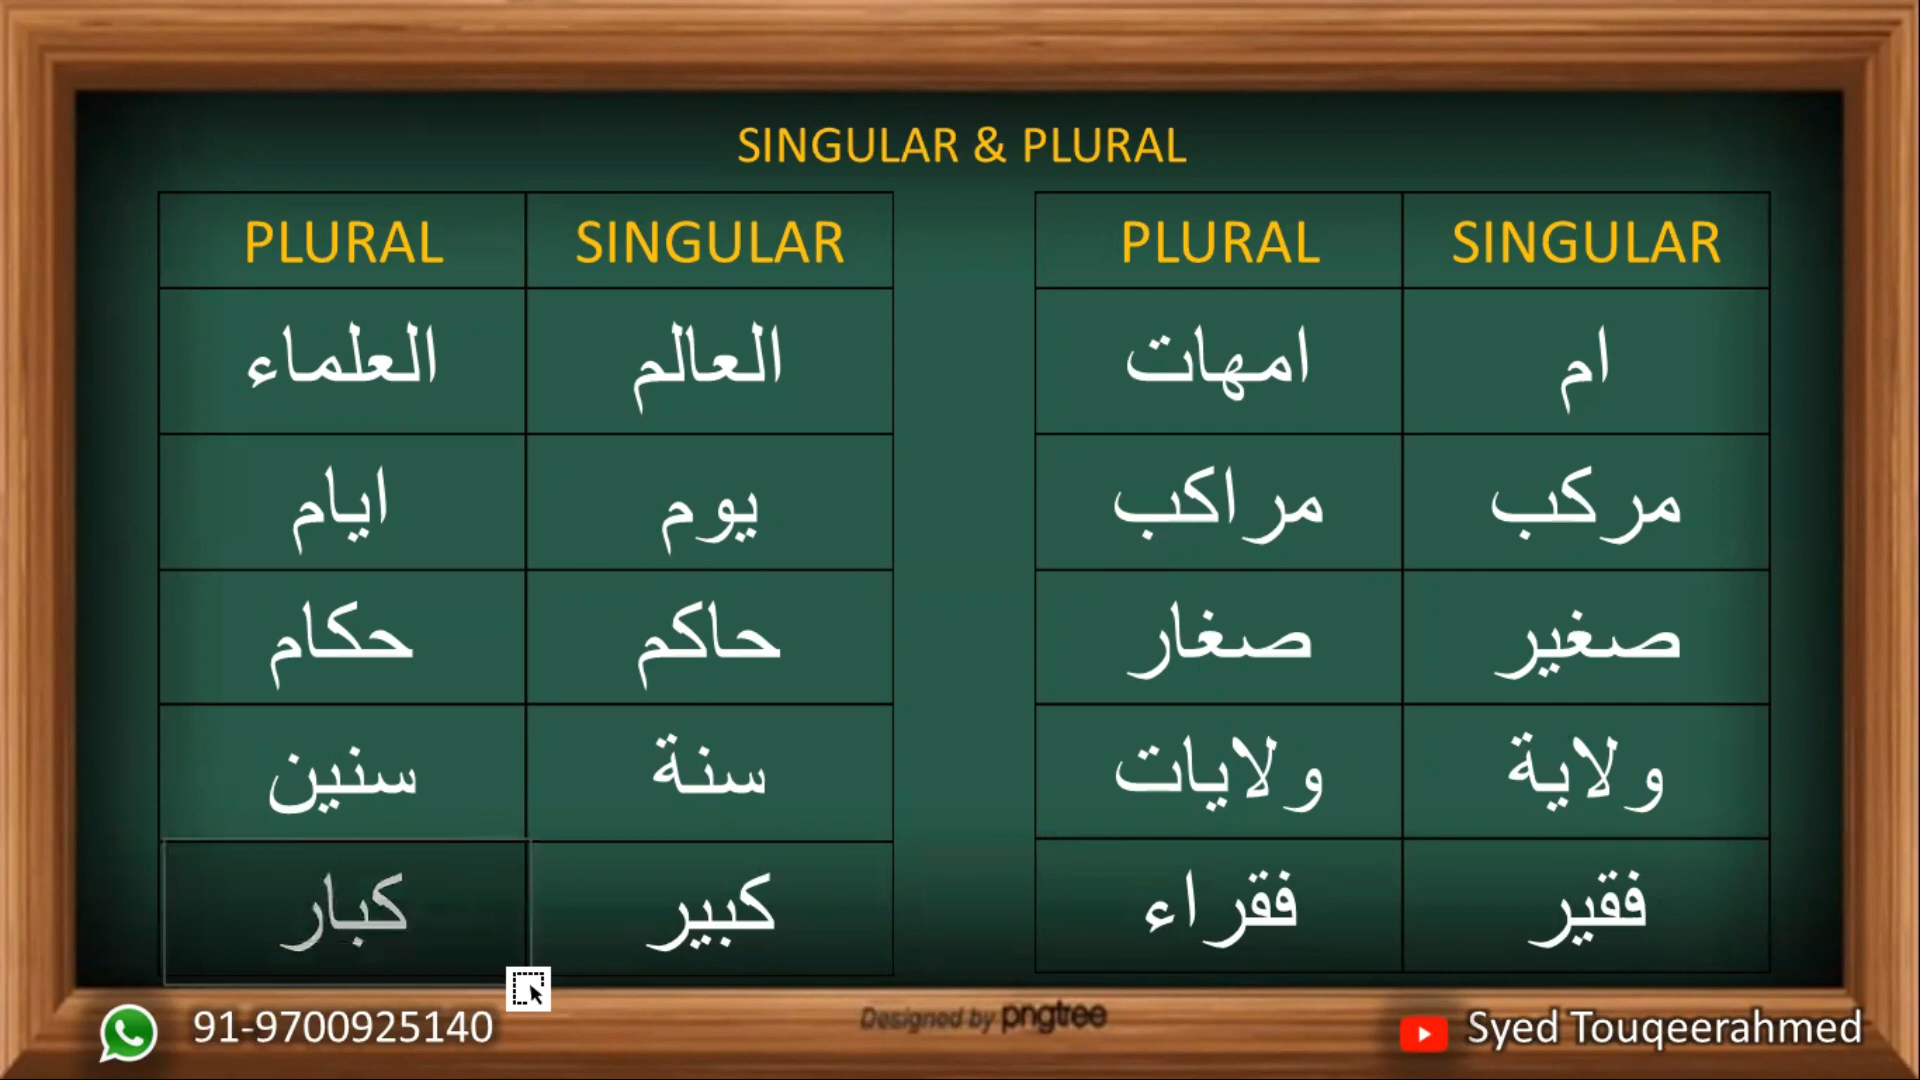 SINGULAR & PLURAL
PLURAL SINGULAR PLURAL SINGULAR
العلماء العالم امهات ام
ايام يوم مراكب مركب
حكام حاكم صغار صغير
سنين سنة ولايات ولاية
كبار كبير فقراء فقير
91-9700925140 Designed by pngtree Syed Touqeerahmed